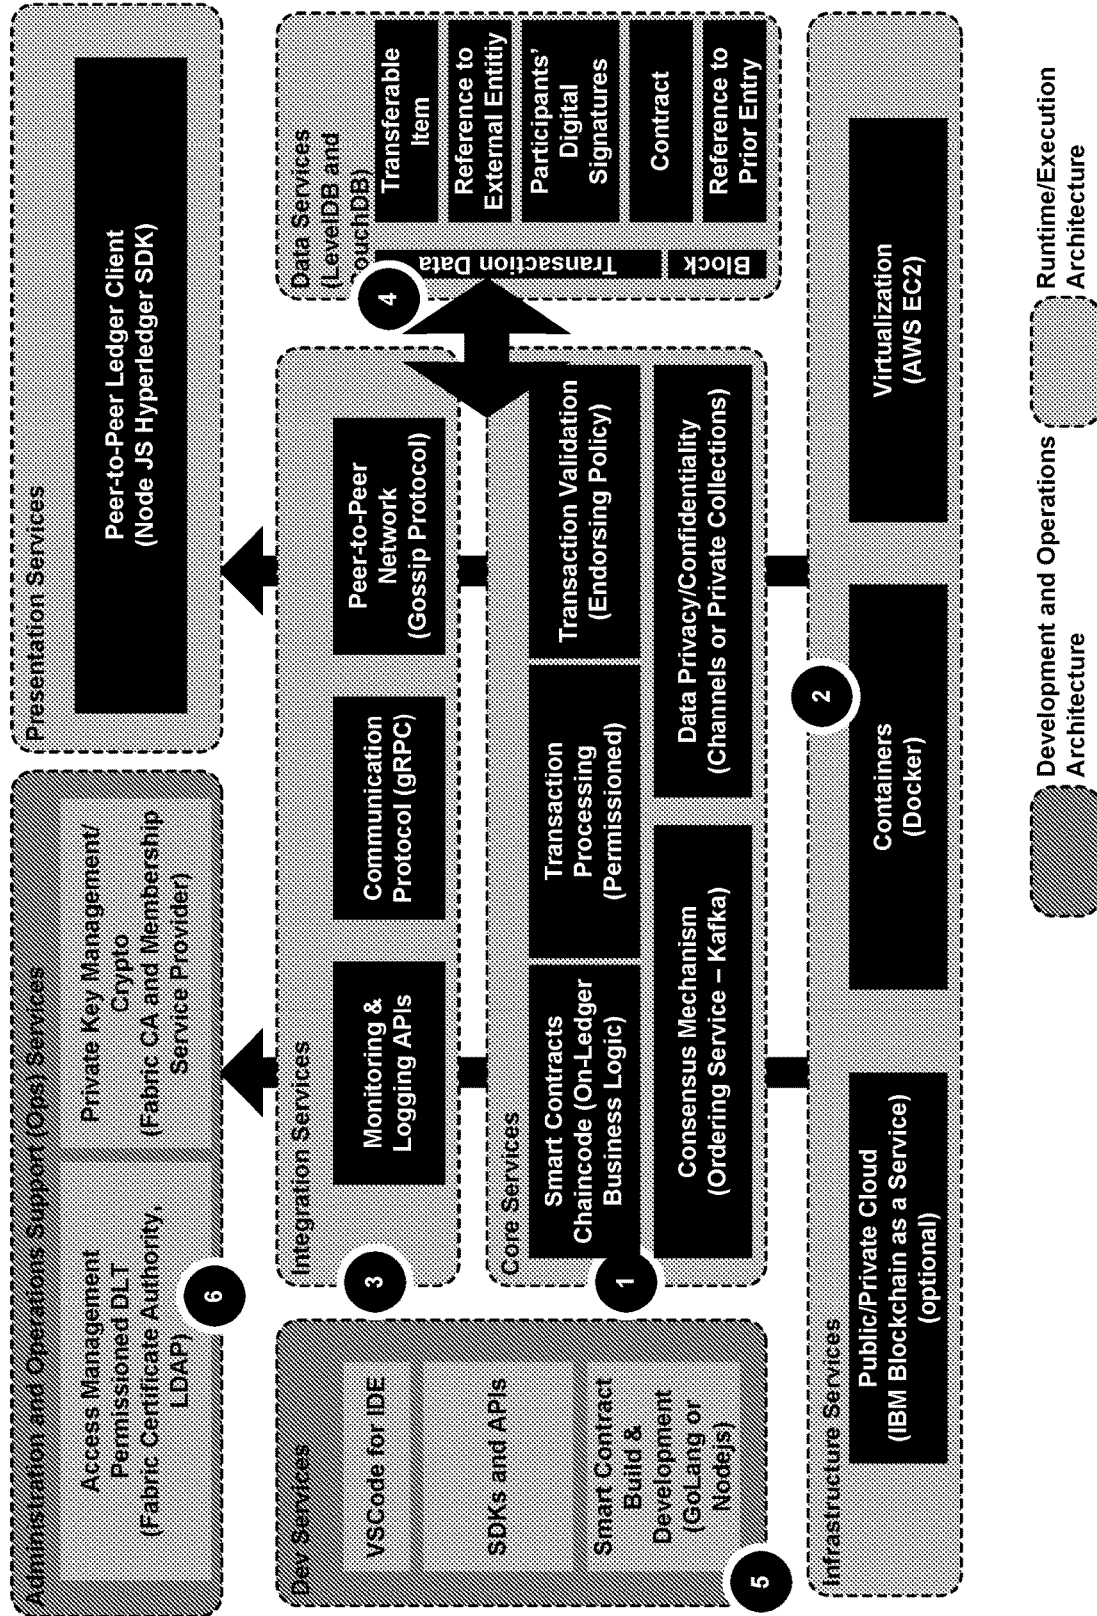 Administration and Operations Support (Ops) Services
Access Management
Permissioned DLT
(Fabric Certificate Authority,
LDAP)
Private Key Management/
Crypto
(Fabric CA and Membership
Service Provider)
6
Presentation Services
Peer-to-Peer Ledger Client
(Node JS Hyperledger SDK)
Dev Services
VSCode for IDE
SDKs and APIs
Smart Contract
Build &
Development
(GoLang or
Nodejs)
5
Integration Services
3
Monitoring &
Logging APIs
Communication
Protocol (gRPC)
Peer-to-Peer
Network
(Gossip Protocol)
Core Services
1
Smart Contracts
Chaincode (On-Ledger
Business Logic)
Transaction
Processing
(Permissioned)
Transaction Validation
(Endorsing Policy)
Consensus Mechanism
(Ordering Service – Kafka)
Data Privacy/Confidentiality
(Channels or Private Collections)
Data Services
(LevelDB and
CouchDB)
4
Transaction Data
Block
Transferable
Item
Reference to
External Entitiy
Participants'
Digital
Signatures
Contract
Reference to
Prior Entry
Infrastructure Services
2
Public/Private Cloud
(IBM Blockchain as a Service)
(optional)
Containers
(Docker)
Virtualization
(AWS EC2)
Development and Operations
Architecture
Runtime/Execution
Architecture